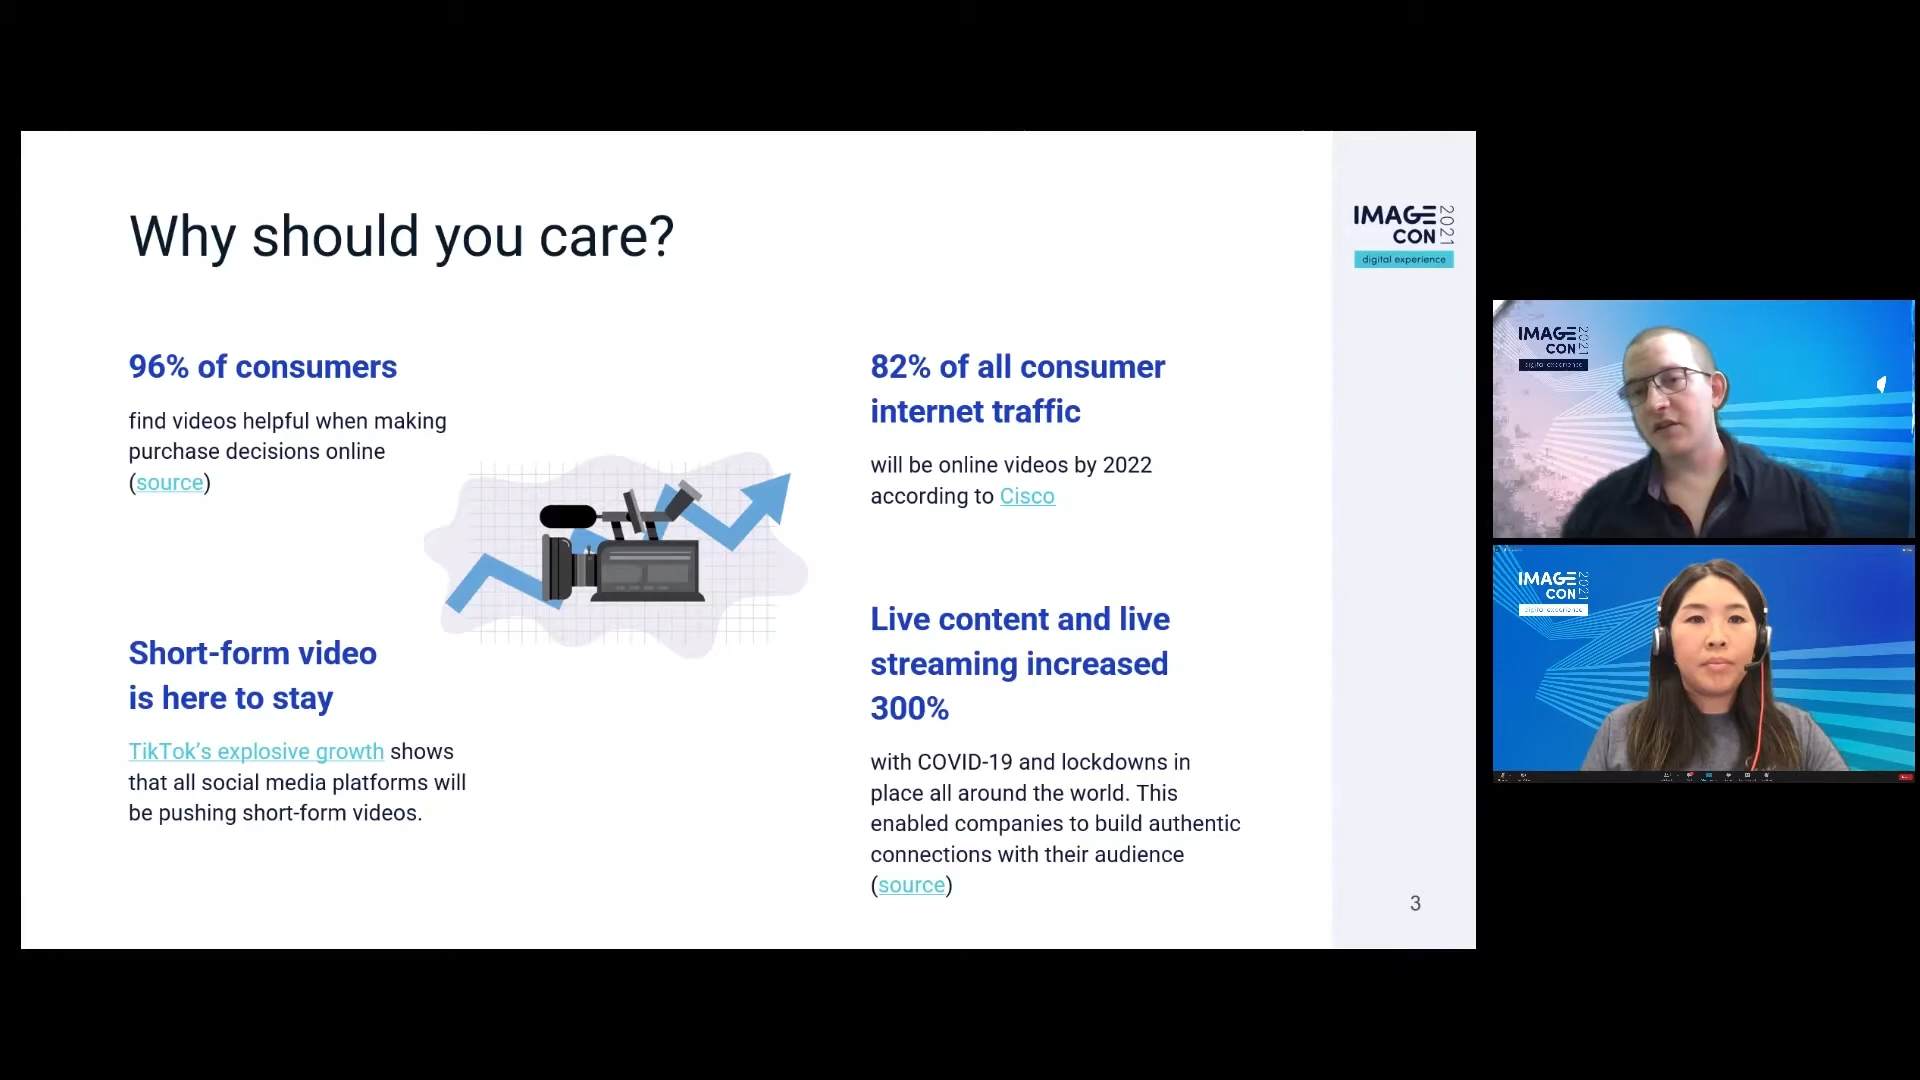 Why should you care?
96% of consumers
find videos helpful when making
purchase decisions online
(source)
Short-form video
is here to stay
TikTok's explosive growth shows
that all social media platforms will
be pushing short-form videos.
82% of all consumer
internet traffic
will be online videos by 2022
according to Cisco
Live content and live
streaming increased
300%
with COVID-19 and lockdowns in
place all around the world. This
enabled companies to build authentic
connections with their audience
(source)
IMAGE
CON
2021
digital experience
3
IMAGE
CON
2021
digital experience
IMAGE
CON
2021
digital experience